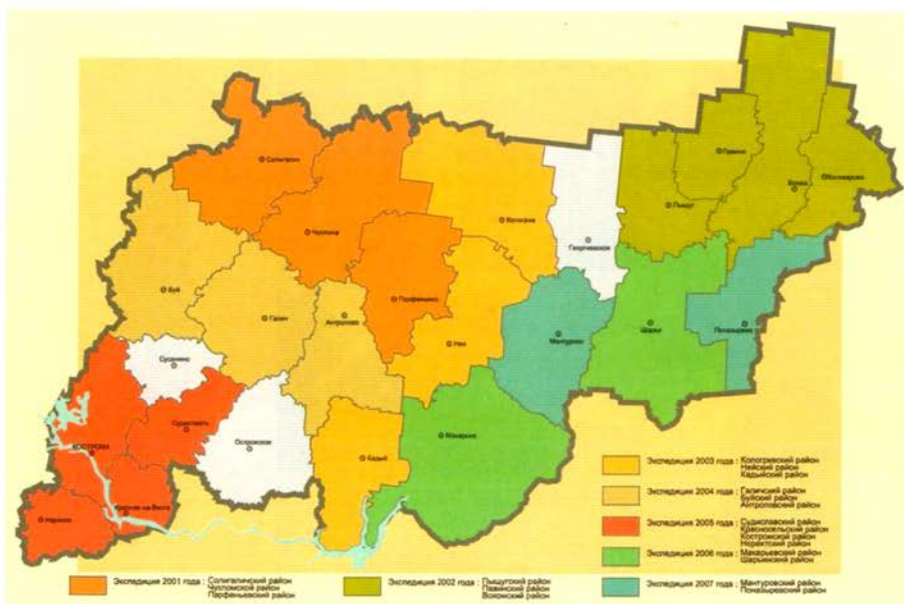 Солигалич
Павино
Вохма
Боговарово
Пыщуг
Кологрив
Чухлома
Георгиевское
Парфеньево
Буй
Галич
Антропово
Нея
Мантурово
Шарья
Поназырево
Сусанино
Судиславль
КОСТРОМА
Островское
Макарьев
Кадый
Красное-на-Волге
Нерехта
Экспедиция 2003 года : Кологривский район
Нейский район
Кадыйский район
Экспедиция 2004 года : Галичский район
Буйский район
Антроповский район
Экспедиция 2005 года : Судиславский район
Красносельский район
Костромской район
Нерехтский район
Экспедиция 2006 года : Макарьевский район
Шарьинский район
Экспедиция 2001 года : Солигаличский район
Чухломской район
Парфеньевский район
Экспедиция 2002 года : Пыщугский район
Павинский район
Вохомский район
Экспедиция 2007 года : Мантуровский район
Поназыревский район